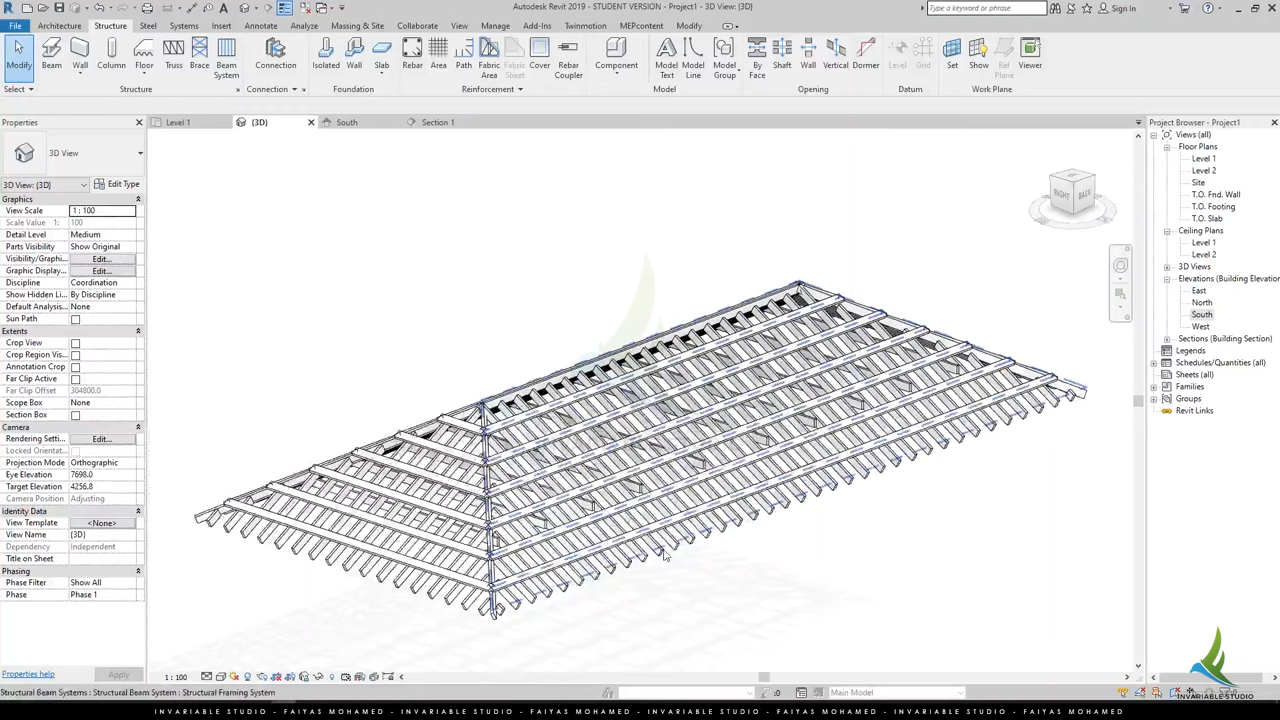 Autodesk Revit 2019 - STUDENT VERSION - Project1 - 3D View: {3D}
Type a keyword or phrase
Sign In
File Architecture Structure Steel Systems Insert Annotate Analyze Massing & Site Collaborate View Manage Add-Ins Twinmotion MEPcontent Modify
Modify Beam Wall Column Floor Truss Brace Beam System Connection Isolated Wall Slab Rebar Area Path Fabric Area Fabric Sheet Cover Rebar Coupler Component Model Text Model Line Model Group By Face Shaft Wall Vertical Dormer Level Grid Set Show Ref Plane Viewer
Select Structure Connection Foundation Reinforcement Model Opening Datum Work Plane
Properties
Level 1
{3D}
South
Section 1
Project Browser - Project1
3D View
3D View: {3D}
Edit Type
Graphics
View Scale 1 : 100
Scale Value 1: 100
Detail Level Medium
Parts Visibility Show Original
Visibility/Graphi... Edit...
Graphic Display... Edit...
Discipline Coordination
Show Hidden Li... By Discipline
Default Analysis... None
Sun Path
Extents
Crop View
Crop Region Vis...
Annotation Crop
Far Clip Active
Far Clip Offset 304800.0
Scope Box None
Section Box
Camera
Rendering Setti... Edit...
Locked Orientat...
Projection Mode Orthographic
Eye Elevation 7698.0
Target Elevation 4256.8
Camera Position Adjusting
Identity Data
View Template <None>
View Name {3D}
Dependency Independent
Title on Sheet
Phasing
Phase Filter Show All
Phase Phase 1
Properties help
Apply
RIGHT
BACK
Views (all)
Floor Plans
Level 1
Level 2
Site
T.O. Fnd. Wall
T.O. Footing
T.O. Slab
Ceiling Plans
Level 1
Level 2
3D Views
Elevations (Building Elevation
East
North
South
West
Sections (Building Section)
Legends
Schedules/Quantities (all)
Sheets (all)
Families
Groups
Revit Links
1 : 100
Structural Beam Systems : Structural Beam System : Structural Framing System
:0
Main Model
INVARIABLE STUDIO
INVARIABLE STUDIO - FAIYAS MOHAMED - INVARIABLE STUDIO - FAIYAS MOHAMED - INVARIABLE STUDIO - FAIYAS MOHAMED - INVARIABLE STUDIO - FAIYAS MOHAMED